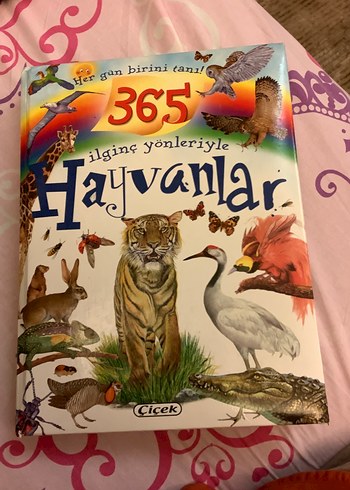 Her gün birini tanı!
365
ilginç yönleriyle
Hayvanlar
Çiçek